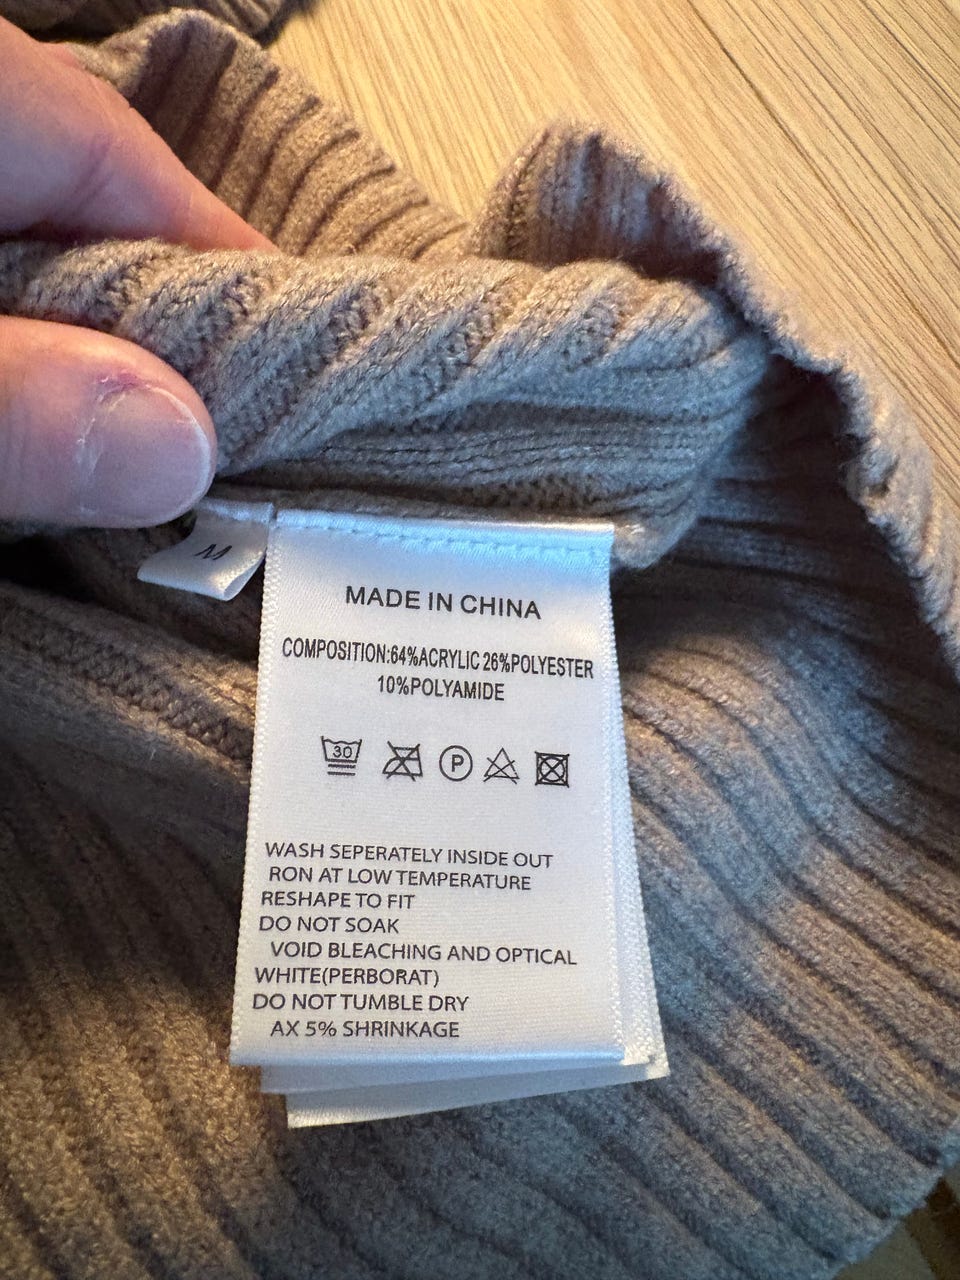 M
MADE IN CHINA
COMPOSITION:64%ACRYLIC 26%POLYESTER
10%POLYAMIDE
30 P
WASH SEPERATELY INSIDE OUT
RON AT LOW TEMPERATURE
RESHAPE TO FIT
DO NOT SOAK
VOID BLEACHING AND OPTICAL
WHITE(PERBORAT)
DO NOT TUMBLE DRY
AX 5% SHRINKAGE